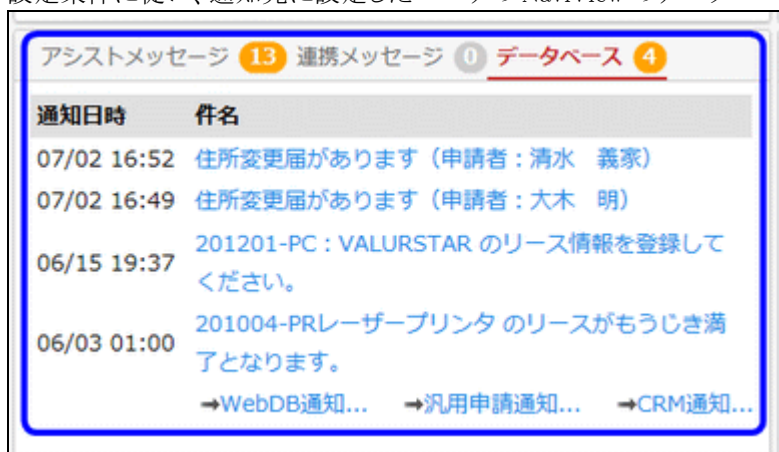 アシストメッセージ 13 連携メッセージ 0 データベース 4
通知日時 件名
07/02 16:52 住所変更届があります（申請者：清水　義家）
07/02 16:49 住所変更届があります（申請者：大木　明）
06/15 19:37 201201-PC：VALURSTAR のリース情報を登録して
ください。
06/03 01:00 201004-PRレーザープリンタ のリースがもうじき満
了となります。
➡WebDB通知... ➡汎用申請通知... ➡CRM通知...